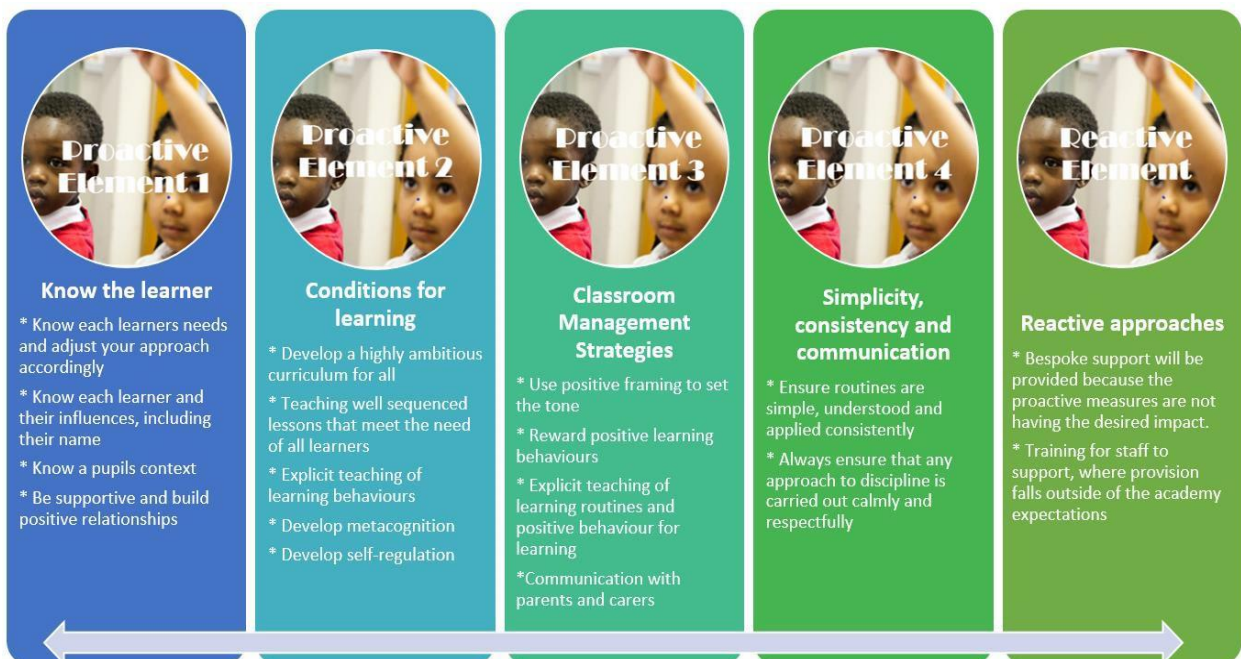 Proactive
Element 1
Know the learner
* Know each learners needs
and adjust your approach
accordingly
* Know each learner and
their influences, including
their name
* Know a pupils context
* Be supportive and build
positive relationships
Proactive
Element 2
Conditions for
learning
* Develop a highly ambitious
curriculum for all
* Teaching well sequenced
lessons that meet the need
of all learners
* Explicit teaching of
learning behaviours
* Develop metacognition
* Develop self-regulation
Proactive
Element 3
Classroom
Management
Strategies
* Use positive framing to set
the tone
* Reward positive learning
behaviours
* Explicit teaching of
learning routines and
positive behaviour for
learning
*Communication with
parents and carers
Proactive
Element 4
Simplicity,
consistency and
communication
* Ensure routines are
simple, understood and
applied consistently
* Always ensure that any
approach to discipline is
carried out calmly and
respectfully
Reactive
Element
Reactive approaches
* Bespoke support will be
provided because the
proactive measures are not
having the desired impact.
* Training for staff to
support, where provision
falls outside of the academy
expectations